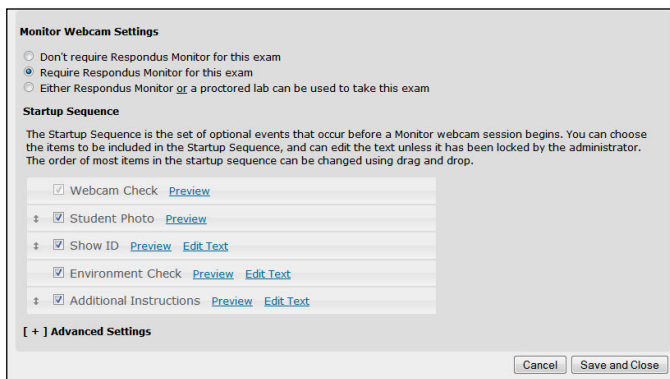 Monitor Webcam Settings
Don't require Respondus Monitor for this exam
Require Respondus Monitor for this exam
Either Respondus Monitor or a proctored lab can be used to take this exam
Startup Sequence
The Startup Sequence is the set of optional events that occur before a Monitor webcam session begins. You can choose
the items to be included in the Startup Sequence, and can edit the text unless it has been locked by the administrator.
The order of most items in the startup sequence can be changed using drag and drop.
Webcam Check Preview
Student Photo Preview
Show ID Preview Edit Text
Environment Check Preview Edit Text
Additional Instructions Preview Edit Text
[ + ] Advanced Settings
Cancel Save and Close